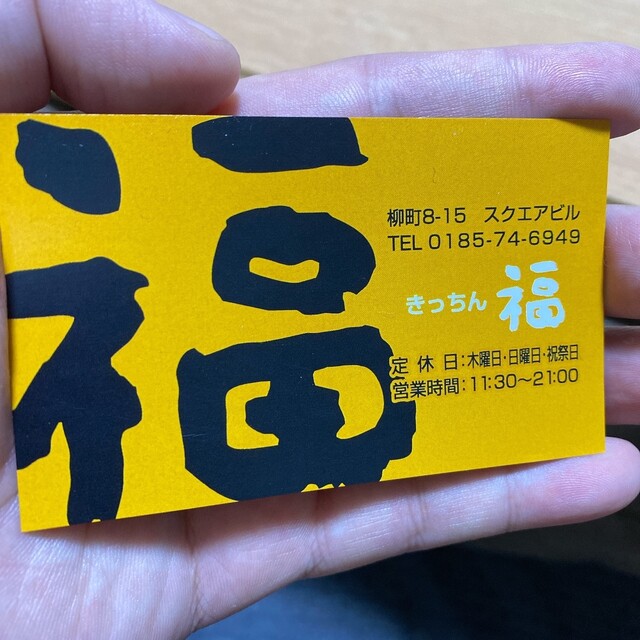 福
柳町8-15　スクエアビル
TEL 0185-74-6949
きっちん 福
定休日：木曜日・日曜日・祝祭日
営業時間：11:30～21:00